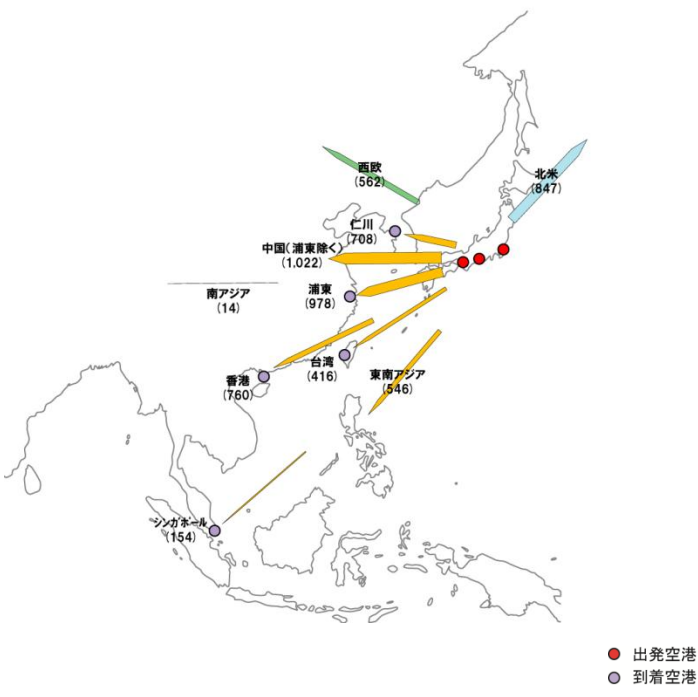 西欧
(562)
北米
(847)
仁川
(708)
中国(浦東除く)
(1,022)
浦東
(978)
南アジア
(14)
台湾
(416)
東南アジア
(546)
香港
(760)
シンガポール
(154)
出発空港
到着空港